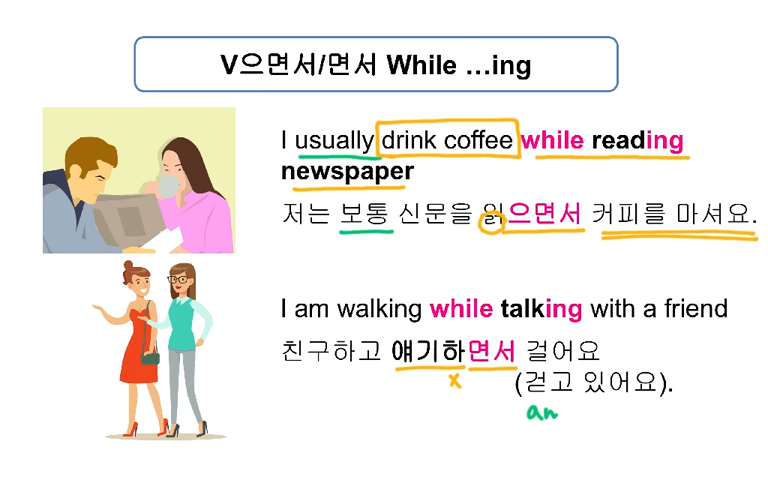 V으면서/면서 While …ing
I usually drink coffee while reading
newspaper
저는 보통 신문을 읽으면서 커피를 마셔요.
I am walking while talking with a friend
친구하고 얘기하면서 걸어요
x
(걷고 있어요).
an